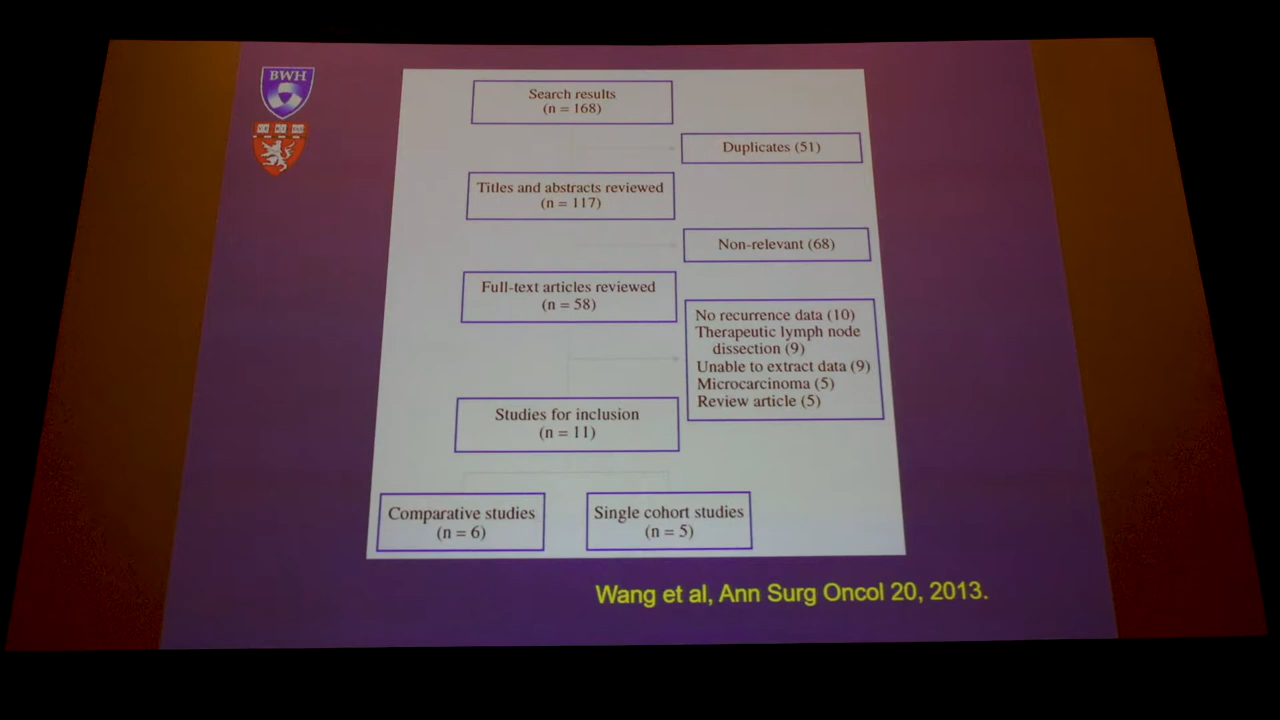 BWH
Search results
(n = 168)
Duplicates (51)
Titles and abstracts reviewed
(n = 117)
Non-relevant (68)
Full-text articles reviewed
(n = 58)
No recurrence data (10)
Therapeutic lymph node
dissection (9)
Unable to extract data (9)
Microcarcinoma (5)
Review article (5)
Studies for inclusion
(n = 11)
Comparative studies
(n = 6)
Single cohort studies
(n = 5)
Wang et al, Ann Surg Oncol 20, 2013.